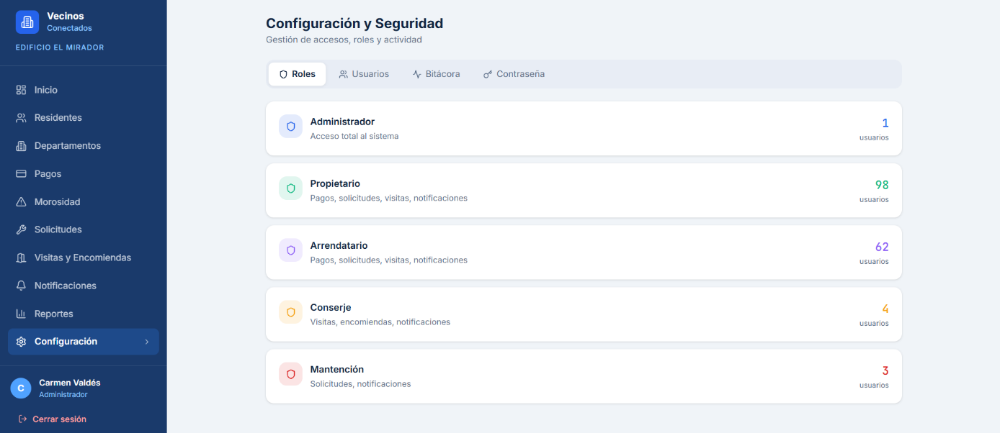 Vecinos
Conectados
EDIFICIO EL MIRADOR
Inicio
Residentes
Departamentos
Pagos
Morosidad
Solicitudes
Visitas y Encomiendas
Notificaciones
Reportes
Configuración
C
Carmen Valdés
Administrador
Cerrar sesión
Configuración y Seguridad
Gestión de accesos, roles y actividad
Roles Usuarios Bitácora Contraseña
Administrador
Acceso total al sistema
1
usuarios
Propietario
Pagos, solicitudes, visitas, notificaciones
98
usuarios
Arrendatario
Pagos, solicitudes, visitas, notificaciones
62
usuarios
Conserje
Visitas, encomiendas, notificaciones
4
usuarios
Mantención
Solicitudes, notificaciones
3
usuarios